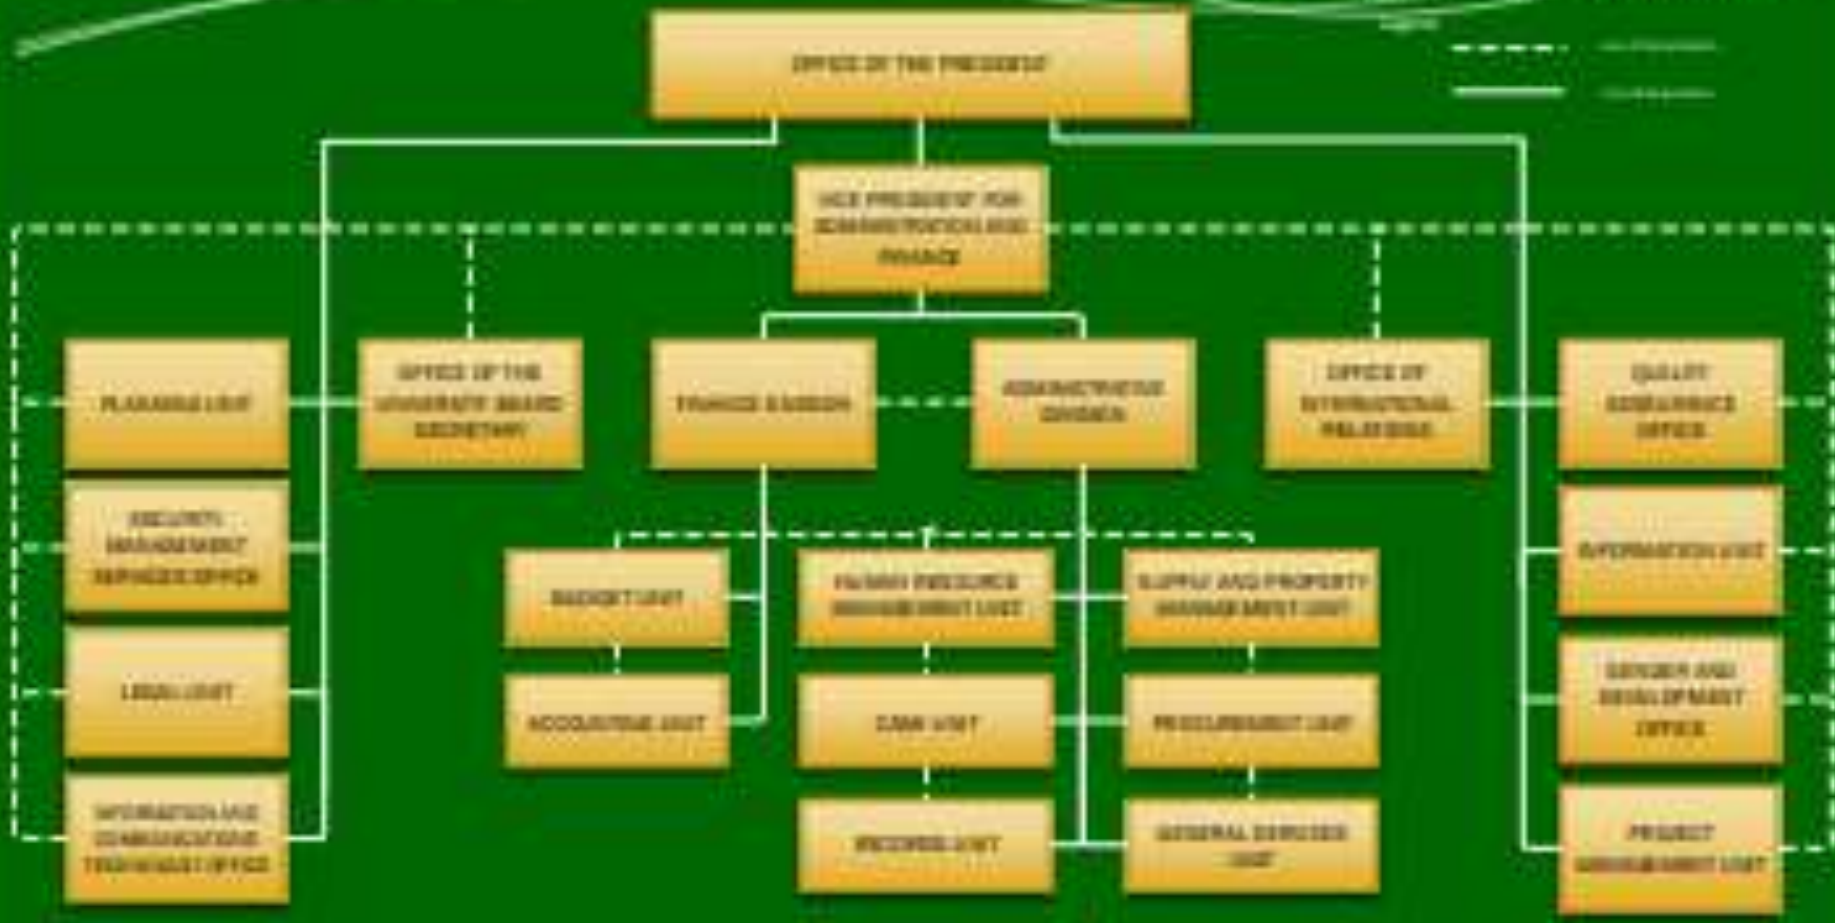 OFFICE OF THE PRESIDENT
VICE PRESIDENT FOR
ADMINISTRATION AND
FINANCE
PLANNING UNIT
OFFICE OF THE
UNIVERSITY BOARD
SECRETARY
FINANCE DIVISION
ADMINISTRATIVE
DIVISION
OFFICE OF
INTERNATIONAL
RELATIONS
QUALITY
ASSURANCE
OFFICE
SECURITY
MANAGEMENT
SERVICES OFFICE
INFORMATION UNIT
BUDGET UNIT
HUMAN RESOURCE
MANAGEMENT UNIT
SUPPLY AND PROPERTY
MANAGEMENT UNIT
LEGAL UNIT
GENDER AND
DEVELOPMENT
OFFICE
ACCOUNTING UNIT
CASH UNIT
PROCUREMENT UNIT
INFORMATION AND
COMMUNICATIONS
TECHNOLOGY OFFICE
RECORDS UNIT
GENERAL SERVICES
UNIT
PROJECT
MANAGEMENT UNIT